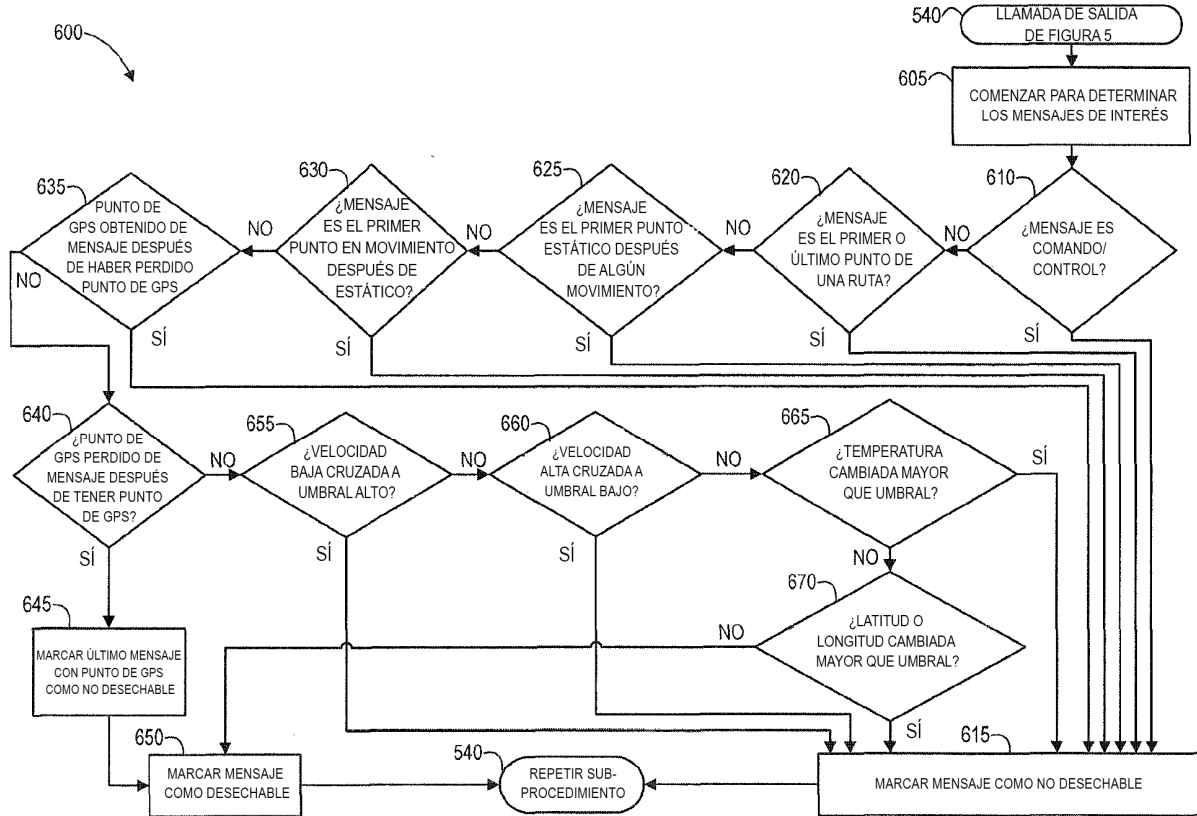 600
540
LLAMADA DE SALIDA
DE FIGURA 5
605
COMENZAR PARA DETERMINAR
LOS MENSAJES DE INTERÉS
610
¿MENSAJE ES
COMANDO/
CONTROL?
NO
SÍ
620
¿MENSAJE
ES EL PRIMER O
ÚLTIMO PUNTO DE
UNA RUTA?
NO
SÍ
625
¿MENSAJE
ES EL PRIMER PUNTO
ESTÁTICO DESPUÉS
DE ALGÚN
MOVIMIENTO?
NO
SÍ
630
¿MENSAJE
ES EL PRIMER
PUNTO EN MOVIMIENTO
DESPUÉS DE
ESTÁTICO?
NO
SÍ
635
PUNTO DE
GPS OBTENIDO DE
MENSAJE DESPUÉS
DE HABER PERDIDO
PUNTO DE GPS
NO
SÍ
640
¿PUNTO DE
GPS PERDIDO DE
MENSAJE DESPUÉS
DE TENER PUNTO
DE GPS?
NO
SÍ
655
¿VELOCIDAD
BAJA CRUZADA A
UMBRAL ALTO?
NO
SÍ
660
¿VELOCIDAD
ALTA CRUZADA A
UMBRAL BAJO?
NO
SÍ
665
¿TEMPERATURA
CAMBIADA MAYOR
QUE UMBRAL?
SÍ
NO
670
¿LATITUD O
LONGITUD CAMBIADA
MAYOR QUE UMBRAL?
NO
SÍ
645
MARCAR ÚLTIMO MENSAJE
CON PUNTO DE GPS
COMO NO DESECHABLE
650
MARCAR MENSAJE
COMO DESECHABLE
540
REPETIR SUB-
PROCEDIMIENTO
615
MARCAR MENSAJE COMO NO DESECHABLE